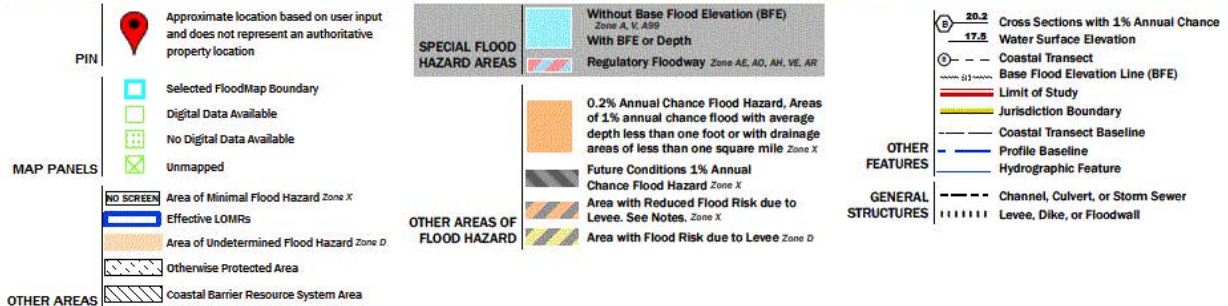 PIN
Approximate location based on user input
and does not represent an authoritative
property location
MAP PANELS
Selected FloodMap Boundary
Digital Data Available
No Digital Data Available
Unmapped
OTHER AREAS
NO SCREEN Area of Minimal Flood Hazard Zone X
Effective LOMRs
Area of Undetermined Flood Hazard Zone D
Otherwise Protected Area
Coastal Barrier Resource System Area
SPECIAL FLOOD
HAZARD AREAS
Without Base Flood Elevation (BFE)
Zone A, V, A99
With BFE or Depth
Regulatory Floodway Zone AE, AO, AH, VE, AR
OTHER AREAS OF
FLOOD HAZARD
0.2% Annual Chance Flood Hazard, Areas
of 1% annual chance flood with average
depth less than one foot or with drainage
areas of less than one square mile Zone X
Future Conditions 1% Annual
Chance Flood Hazard Zone X
Area with Reduced Flood Risk due to
Levee. See Notes. Zone X
Area with Flood Risk due to Levee Zone D
OTHER
FEATURES
B 20.2 Cross Sections with 1% Annual Chance
17.5 Water Surface Elevation
8 Coastal Transect
513 Base Flood Elevation Line (BFE)
Limit of Study
Jurisdiction Boundary
Coastal Transect Baseline
Profile Baseline
Hydrographic Feature
GENERAL
STRUCTURES
Channel, Culvert, or Storm Sewer
Levee, Dike, or Floodwall